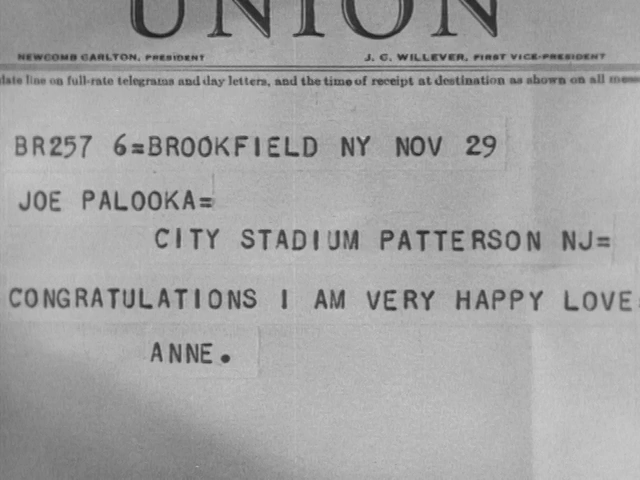 UNION
NEWCOMB CARLTON, PRESIDENT J. C. WILLEVER, FIRST VICE-PRESIDENT
date line on full-rate telegrams and day letters, and the time of receipt at destination as shown on all
BR257 6=BROOKFIELD NY NOV 29
JOE PALOOKA=
CITY STADIUM PATTERSON NJ=
CONGRATULATIONS I AM VERY HAPPY LOVE=
ANNE.